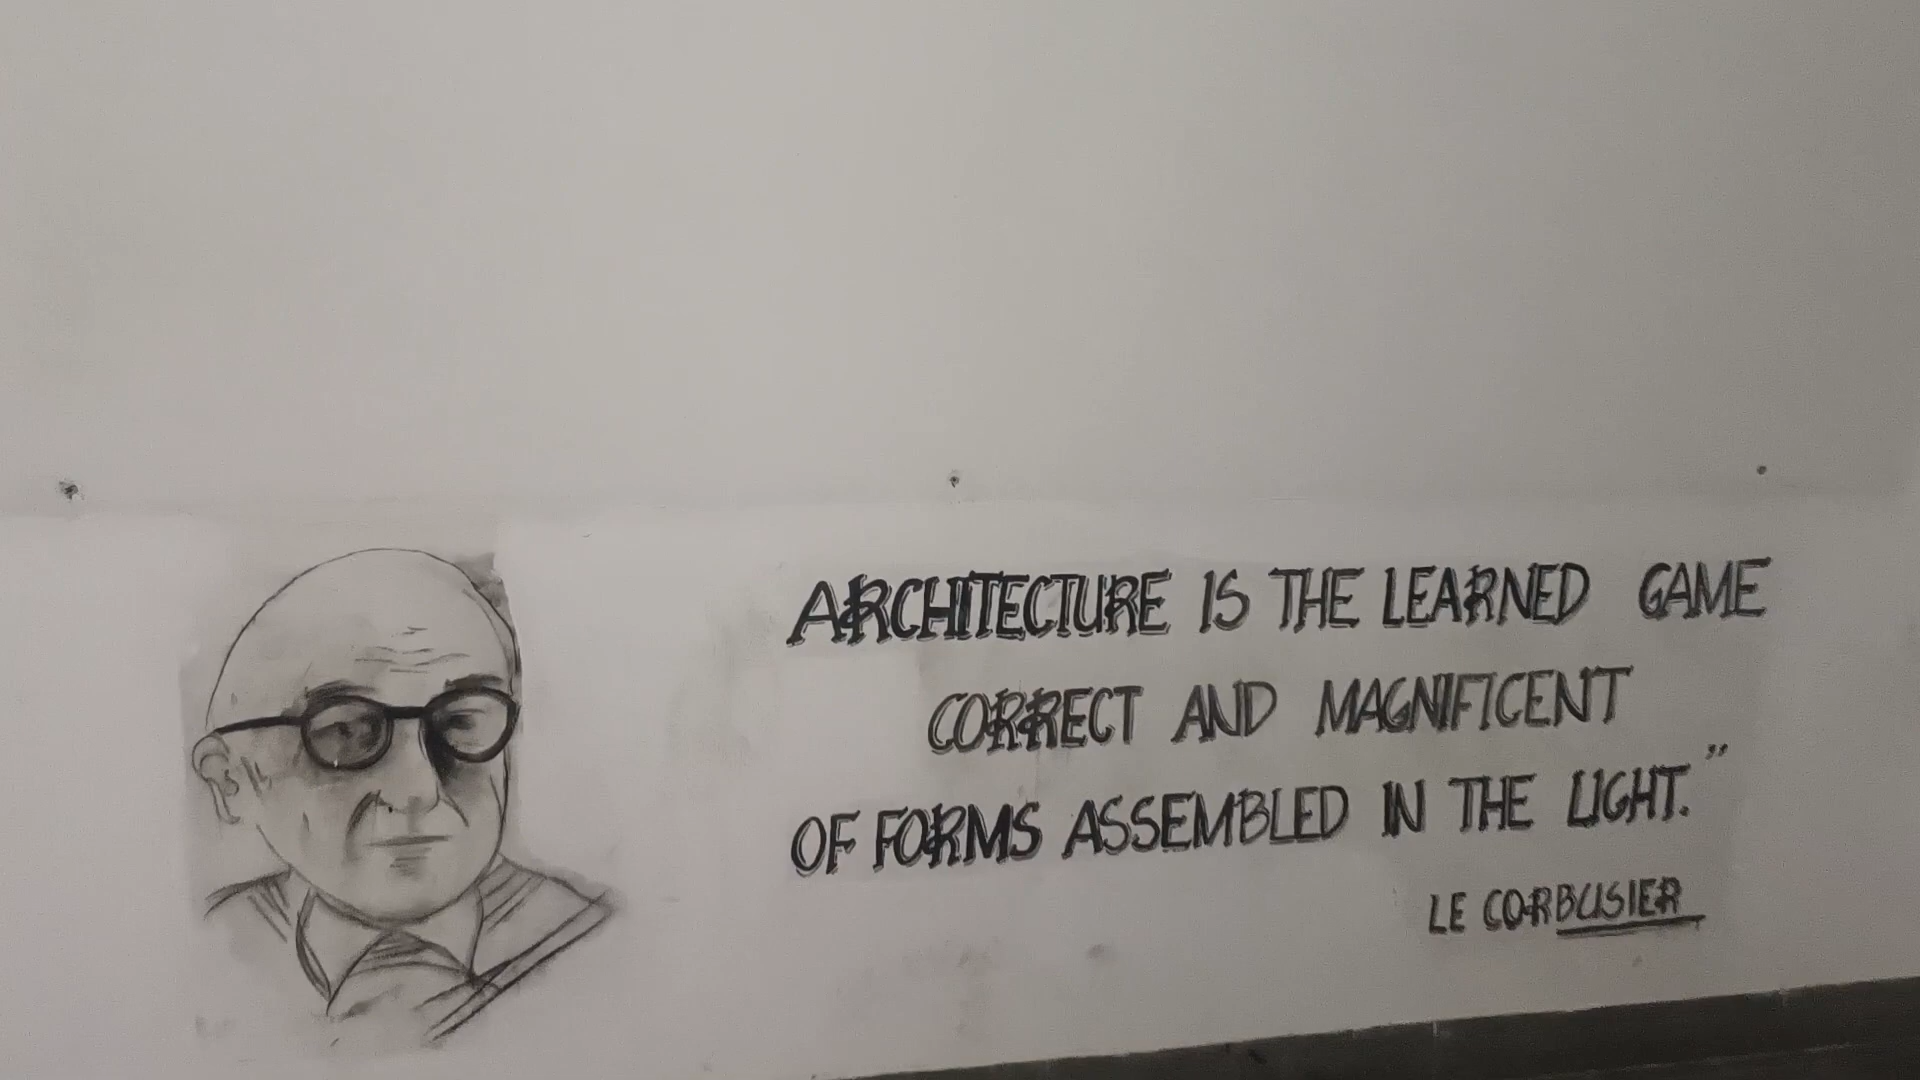 ARCHITECTURE IS THE LEARNED GAME
CORRECT AND MAGNIFICENT
OF FORMS ASSEMBLED IN THE LIGHT."
LE CORBUSIER